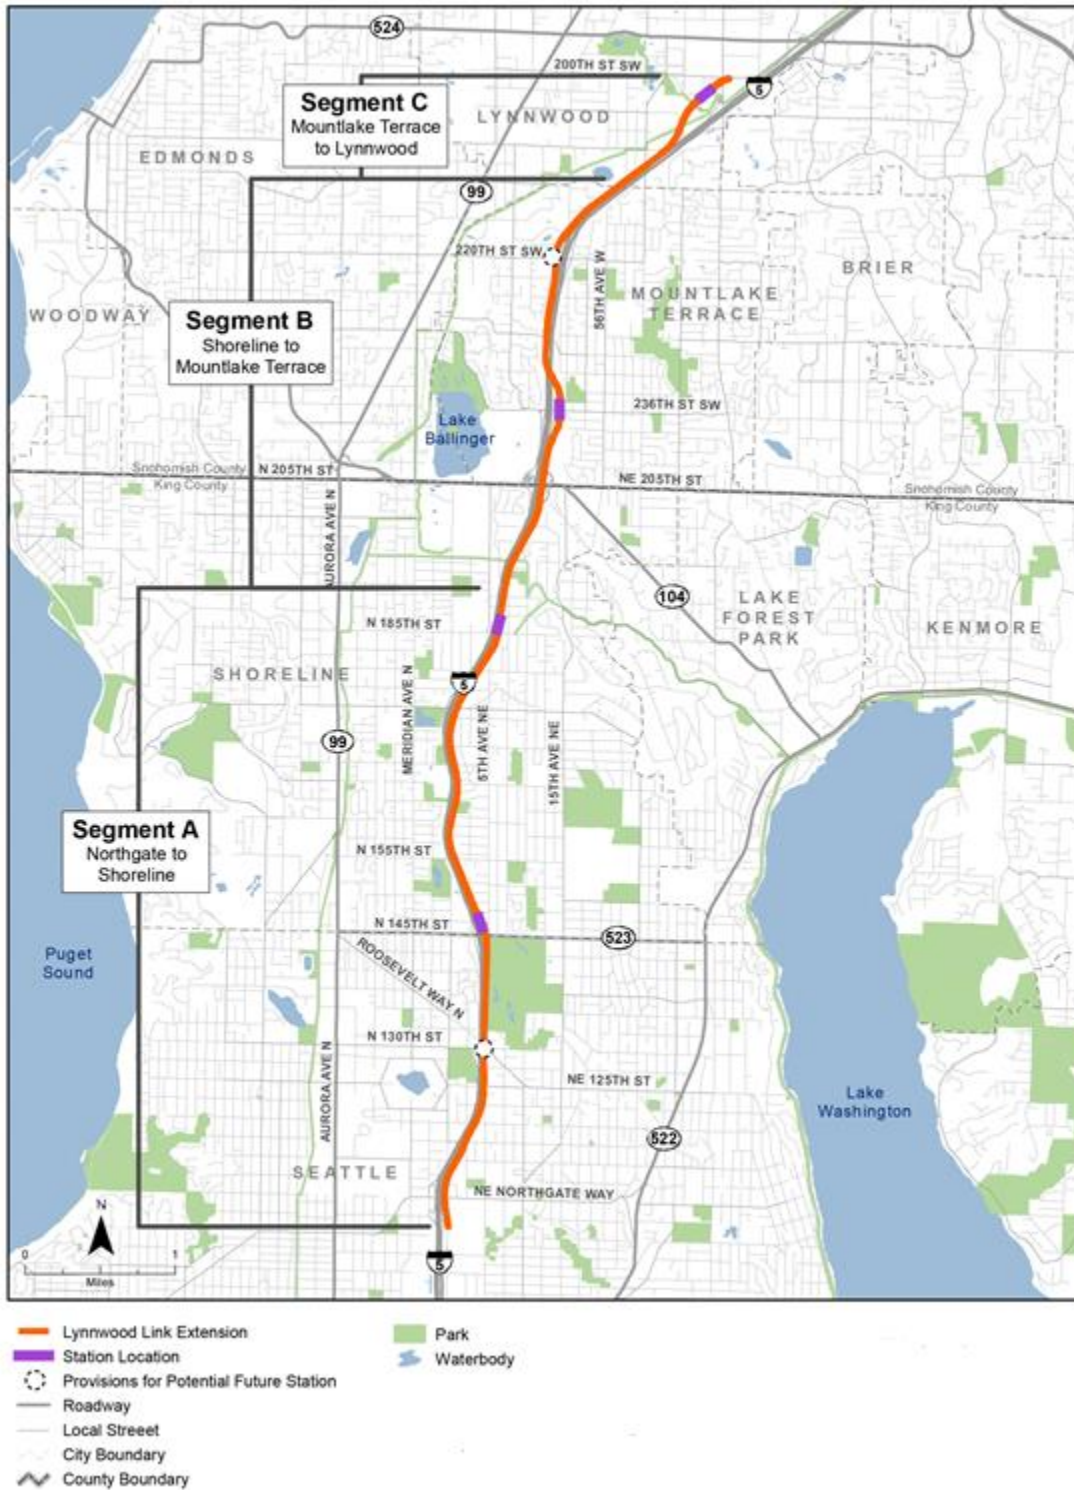 524
200TH ST SW
5
Segment C
Mountlake Terrace
to Lynnwood
LYNNWOOD
EDMONDS
99
220TH ST SW
56TH AVE W
BRIER
MOUNTLAKE
TERRACE
WOODWAY
Segment B
Shoreline to
Mountlake Terrace
236TH ST SW
Lake
Ballinger
Snohomish County
King County
N 205TH ST
NE 205TH ST
Snohomish County
King County
AURORA AVE N
104
LAKE
FOREST
PARK
KENMORE
N 185TH ST
SHORELINE
5
MERIDIAN AVE N
5TH AVE NE
15TH AVE NE
99
Segment A
Northgate to
Shoreline
N 155TH ST
N 145TH ST
523
ROOSEVELT WAY N
Puget
Sound
N 130TH ST
NE 125TH ST
AURORA AVE N
Lake
Washington
522
SEATTLE
NE NORTHGATE WAY
N
0 1
Miles
5
Lynnwood Link Extension
Station Location
Provisions for Potential Future Station
Roadway
Local Streeet
City Boundary
County Boundary
Park
Waterbody